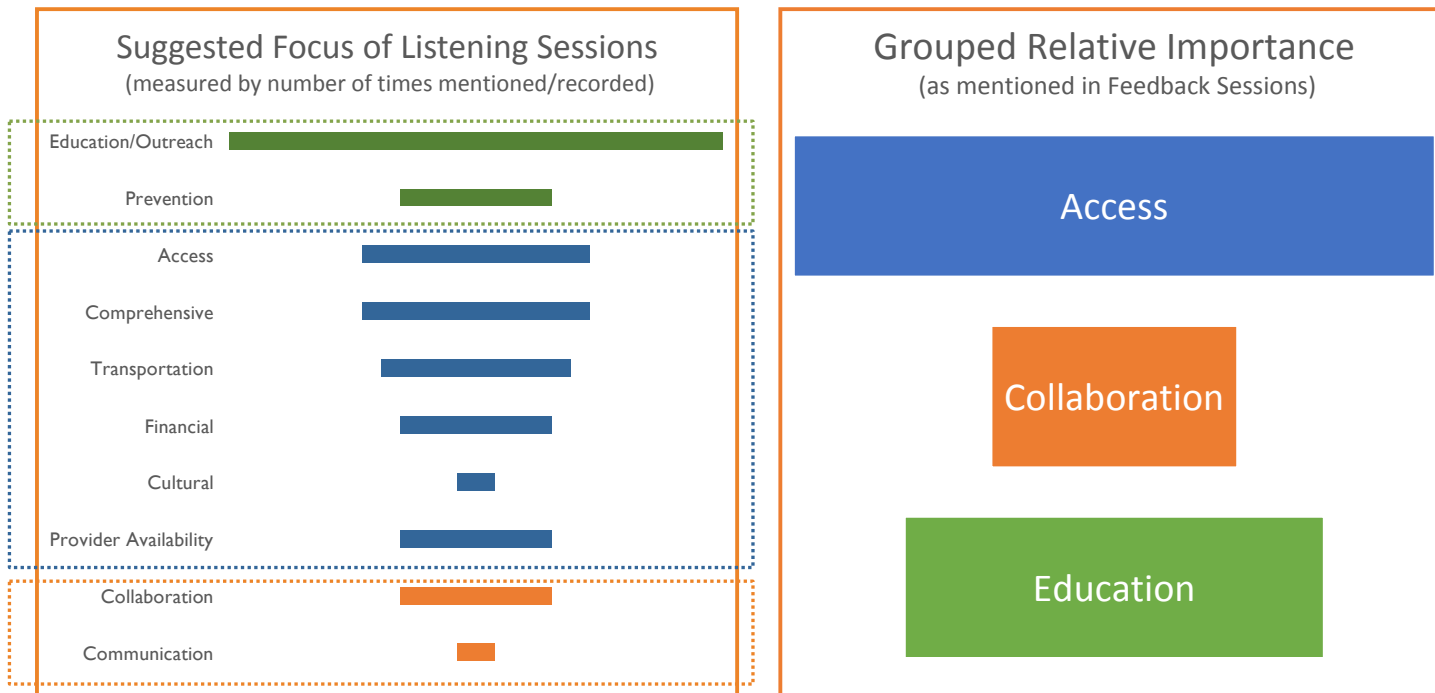 Suggested Focus of Listening Sessions
(measured by number of times mentioned/recorded)
Education/Outreach
Prevention
Access
Comprehensive
Transportation
Financial
Cultural
Provider Availability
Collaboration
Communication
Grouped Relative Importance
(as mentioned in Feedback Sessions)
Access
Collaboration
Education